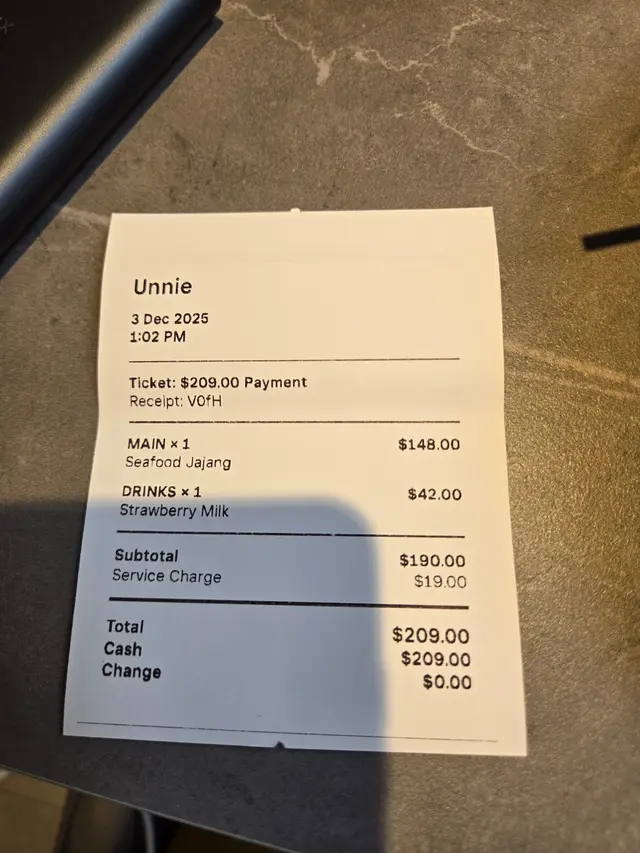 Unnie
3 Dec 2025
1:02 PM
Ticket: $209.00 Payment
Receipt: V0fH
MAIN × 1 $148.00
Seafood Jajang
DRINKS × 1 $42.00
Strawberry Milk
Subtotal $190.00
Service Charge $19.00
Total $209.00
Cash $209.00
Change $0.00